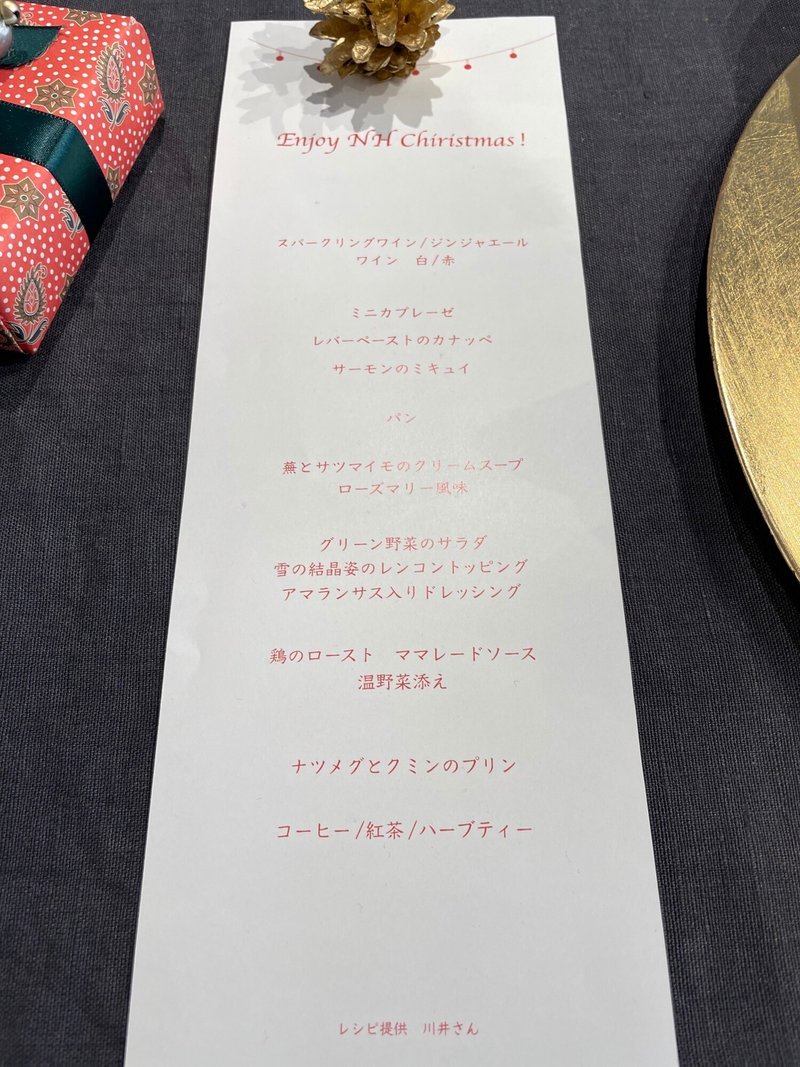 Enjoy NH Chiristmas!
スパークリングワイン/ジンジャエール
ワイン　白/赤
ミニカプレーゼ
レバーペーストのカナッペ
サーモンのミキュイ
パン
蕪とサツマイモのクリームスープ
ローズマリー風味
グリーン野菜のサラダ
雪の結晶姿のレンコントッピング
アマランサス入りドレッシング
鶏のロースト　ママレードソース
温野菜添え
ナツメグとクミンのプリン
コーヒー/紅茶/ハーブティー
レシピ提供　川井さん